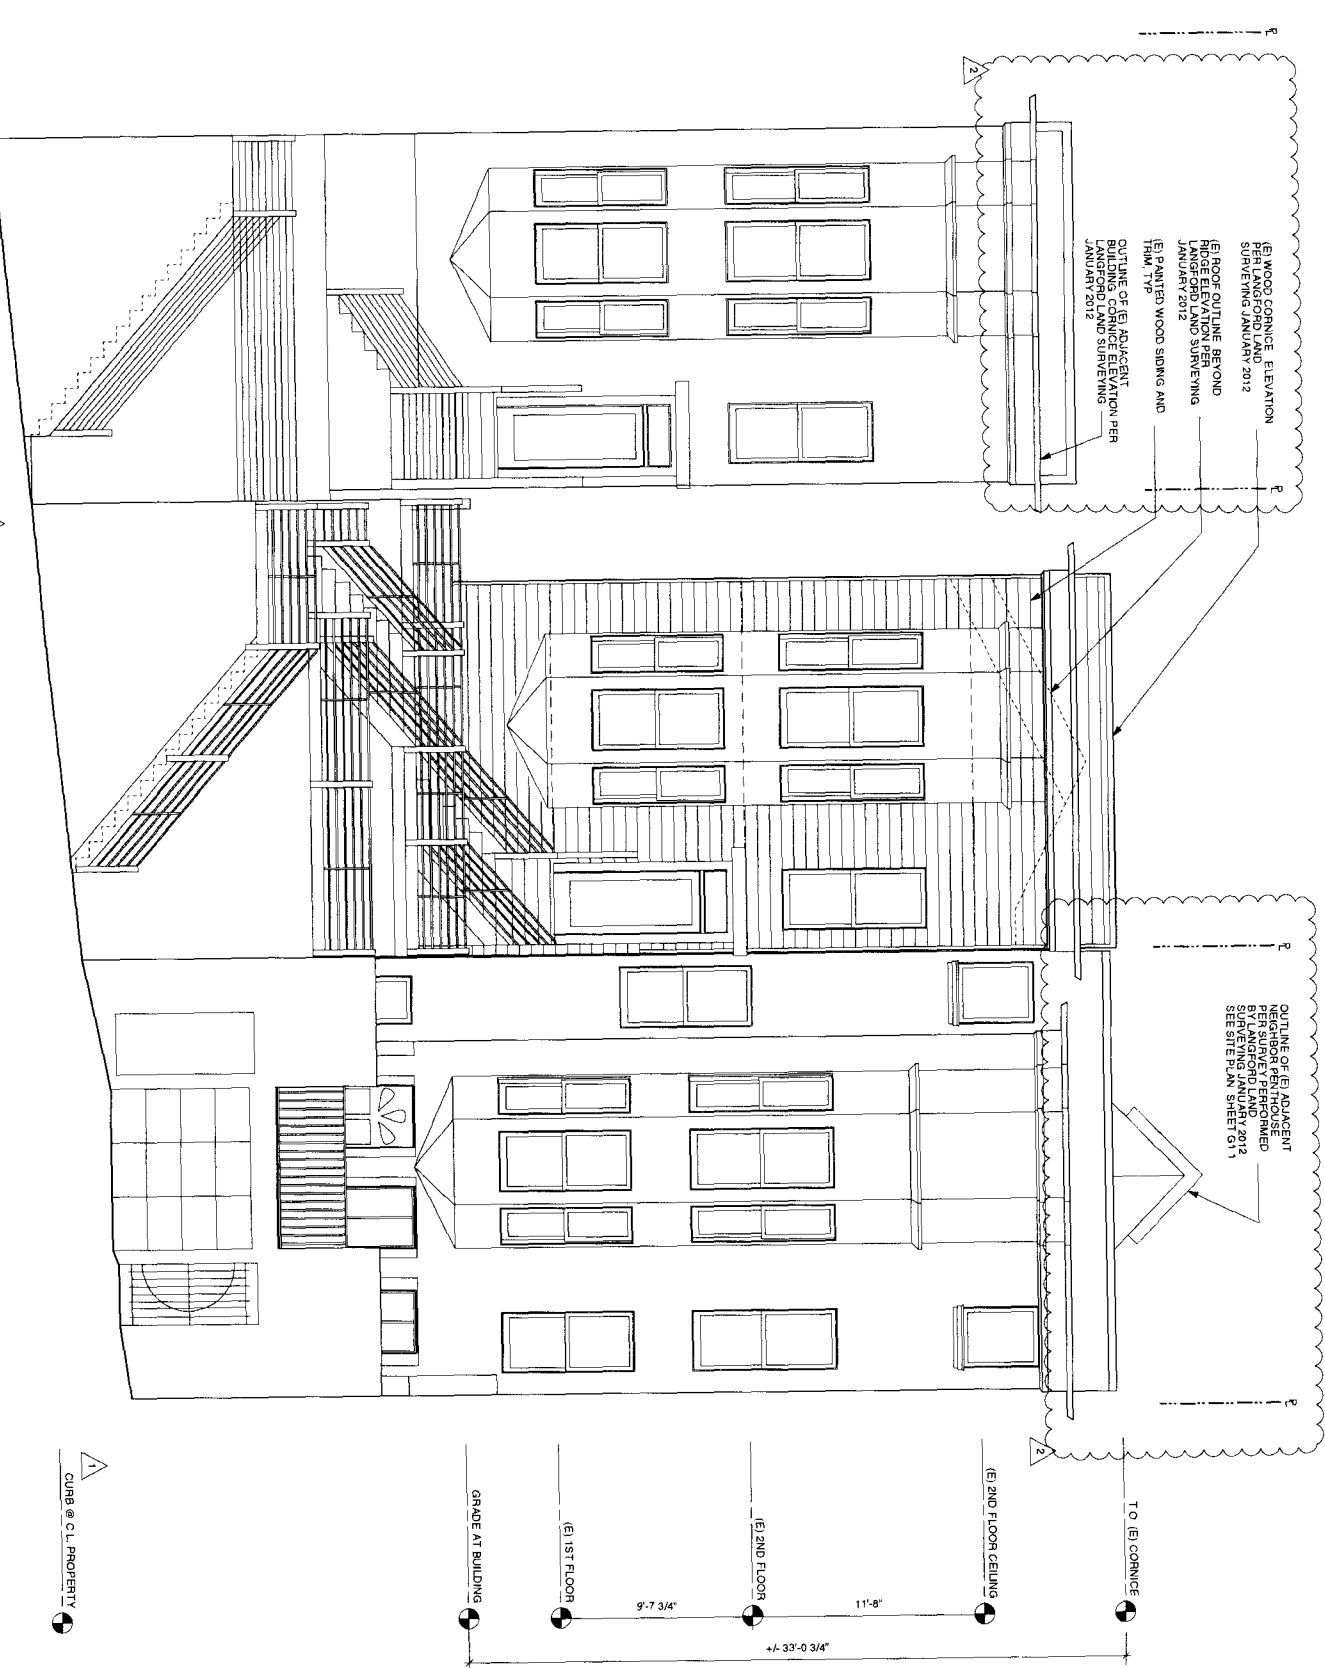 (E) WOOD CORNICE ELEVATION
PER LANGFORD LAND
SURVEYING JANUARY 2012
(E) ROOF OUTLINE BEYOND
RIDGE ELEVATION PER
LANGFORD LAND SURVEYING
JANUARY 2012
(E) PAINTED WOOD SIDING AND
TRIM, TYP
OUTLINE OF (E) ADJACENT
BUILDING CORNICE ELEVATION PER
LANGFORD LAND SURVEYING
JANUARY 2012
2
PL
PL
PL
OUTLINE OF (E) ADJACENT
NEIGHBOR PENTHOUSE
PER SURVEY PERFORMED
BY LANGFORD LAND
SURVEYING JANUARY 2012
SEE SITE PLAN SHEET G1 1
PL
2
T O (E) CORNICE
(E) 2ND FLOOR CEILING
11'-8"
(E) 2ND FLOOR
9'-7 3/4"
(E) 1ST FLOOR
GRADE AT BUILDING
+/- 33'-0 3/4"
1
CURB @ C L. PROPERTY